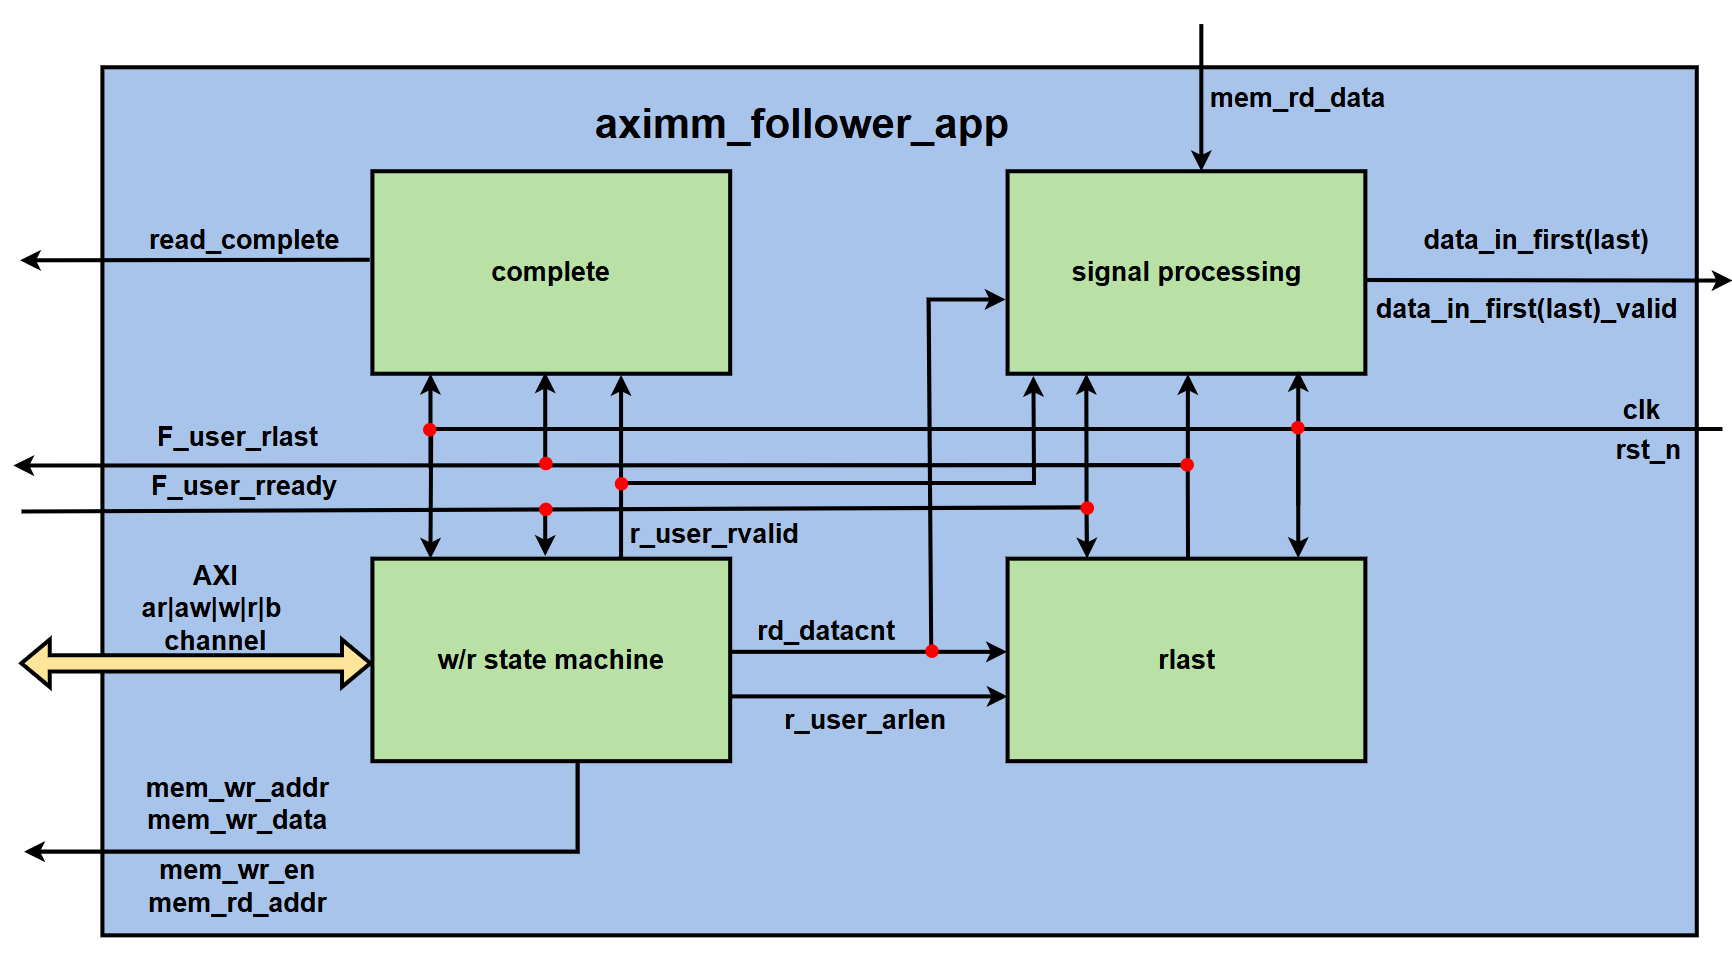 mem_rd_data
aximm_follower_app
read_complete
complete
signal processing
data_in_first(last)
data_in_first(last)_valid
clk
rst_n
F_user_rlast
F_user_rready
r_user_rvalid
AXI
ar|aw|w|r|b
channel
w/r state machine
rd_datacnt
r_user_arlen
rlast
mem_wr_addr
mem_wr_data
mem_wr_en
mem_rd_addr